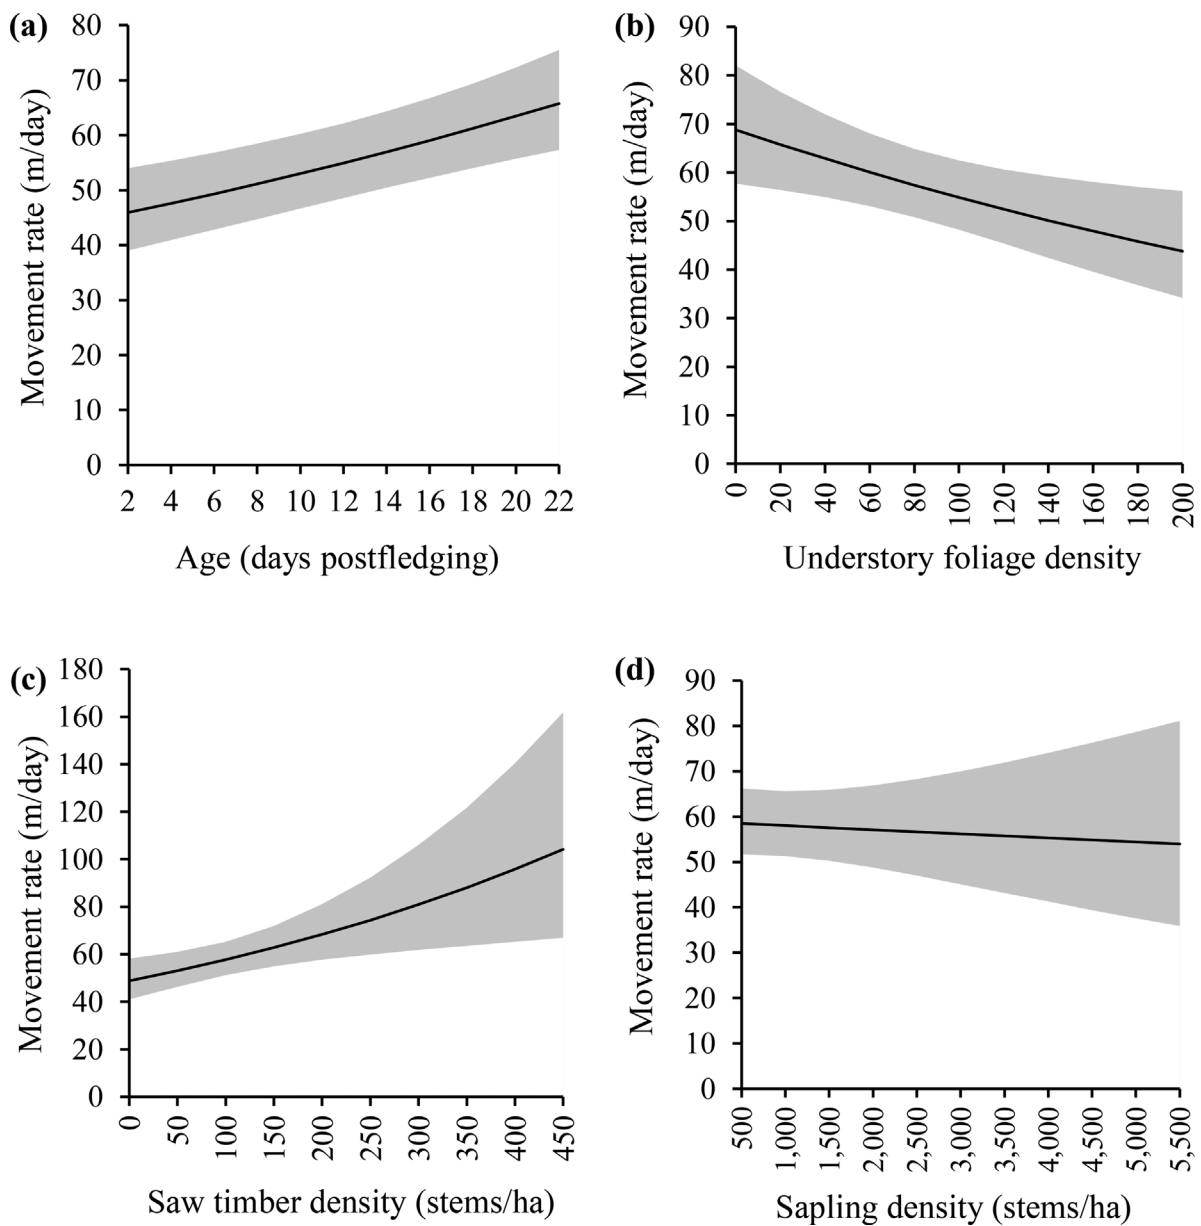 (a)
80
70
60
50
40
30
20
10
0
Movement rate (m/day)
2 4 6 8 10 12 14 16 18 20 22
Age (days postfledging)
(b)
90
80
70
60
50
40
30
20
10
0
Movement rate (m/day)
0 20 40 60 80 100 120 140 160 180 200
Understory foliage density
(c)
180
160
140
120
100
80
60
40
20
0
Movement rate (m/day)
0 50 100 150 200 250 300 350 400 450
Saw timber density (stems/ha)
(d)
90
80
70
60
50
40
30
20
10
0
Movement rate (m/day)
500 1,000 1,500 2,000 2,500 3,000 3,500 4,000 4,500 5,000 5,500
Sapling density (stems/ha)